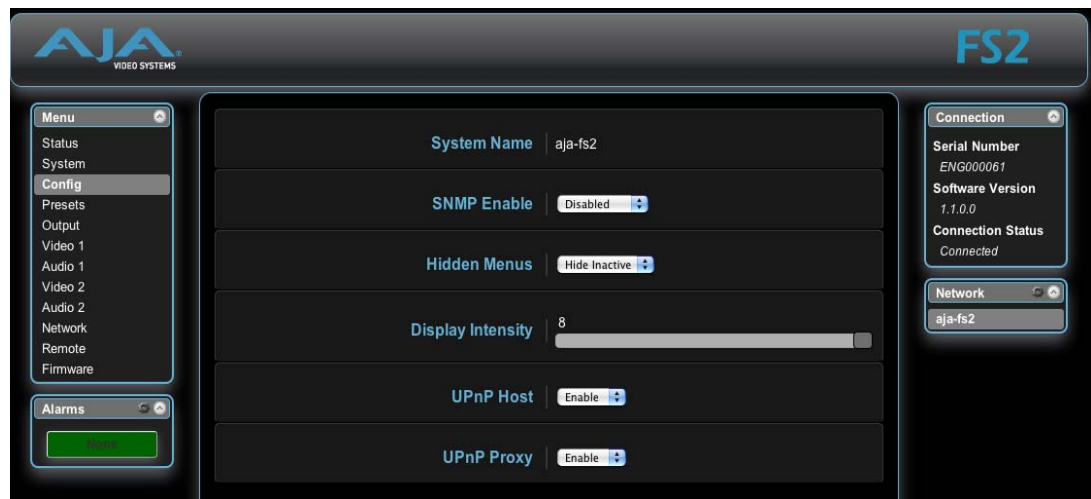 AJA
VIDEO SYSTEMS
FS2
Menu
Status
System
Config
Presets
Output
Video 1
Audio 1
Video 2
Audio 2
Network
Remote
Firmware
Alarms
None
System Name aja-fs2
SNMP Enable Disabled
Hidden Menus Hide Inactive
Display Intensity 8
UPnP Host Enable
UPnP Proxy Enable
Connection
Serial Number
ENG000061
Software Version
1.1.0.0
Connection Status
Connected
Network
aja-fs2